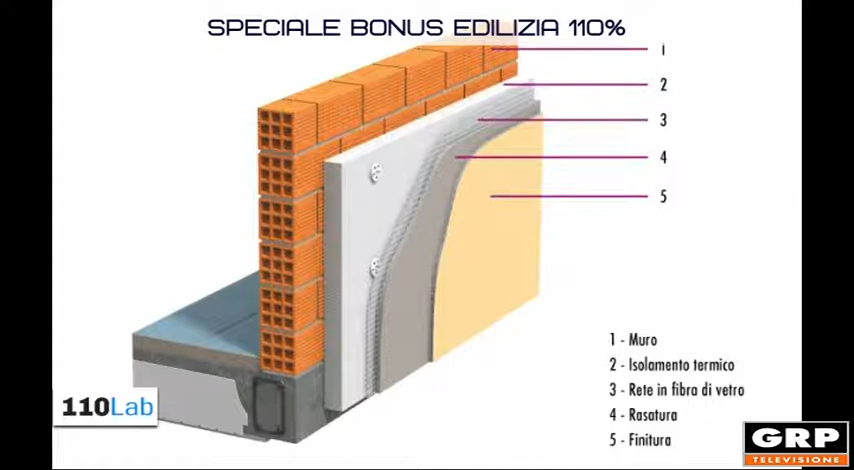 SPECIALE BONUS EDILIZIA 110%
1
2
3
4
5
1 - Muro
2 - Isolamento termico
3 - Rete in fibra di vetro
4 - Rasatura
5 - Finitura
110Lab
GRP
TELEVISIONE